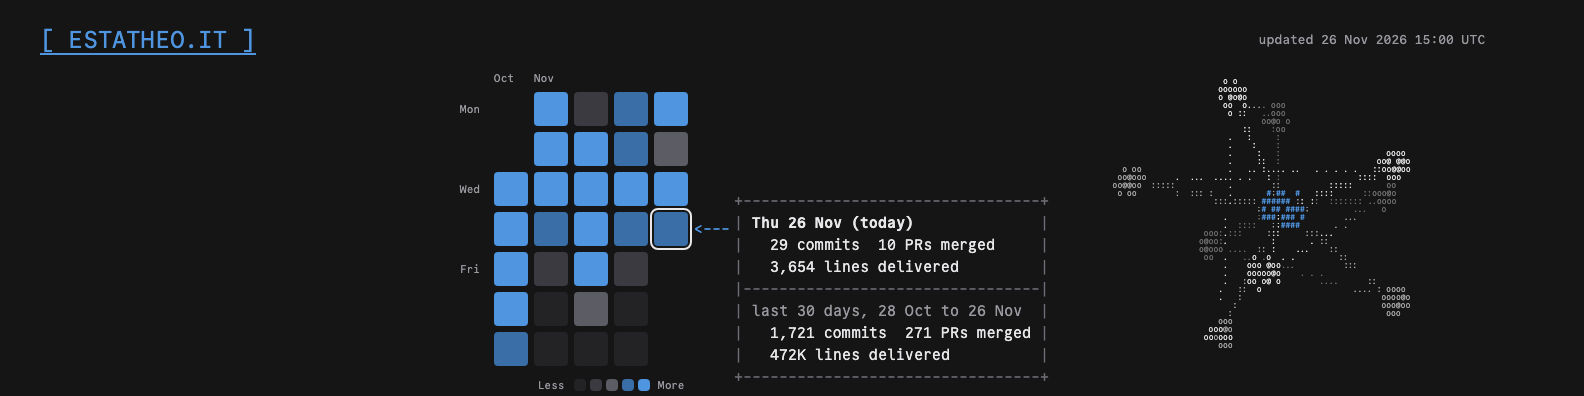 [ ESTATHEO.IT ]
updated 26 Nov 2026 15:00 UTC
Oct Nov
Mon
Wed
Thu 26 Nov (today)
29 commits 10 PRs merged
3,654 lines delivered
Fri
last 30 days, 28 Oct to 26 Nov
1,721 commits 271 PRs merged
472K lines delivered
Less More